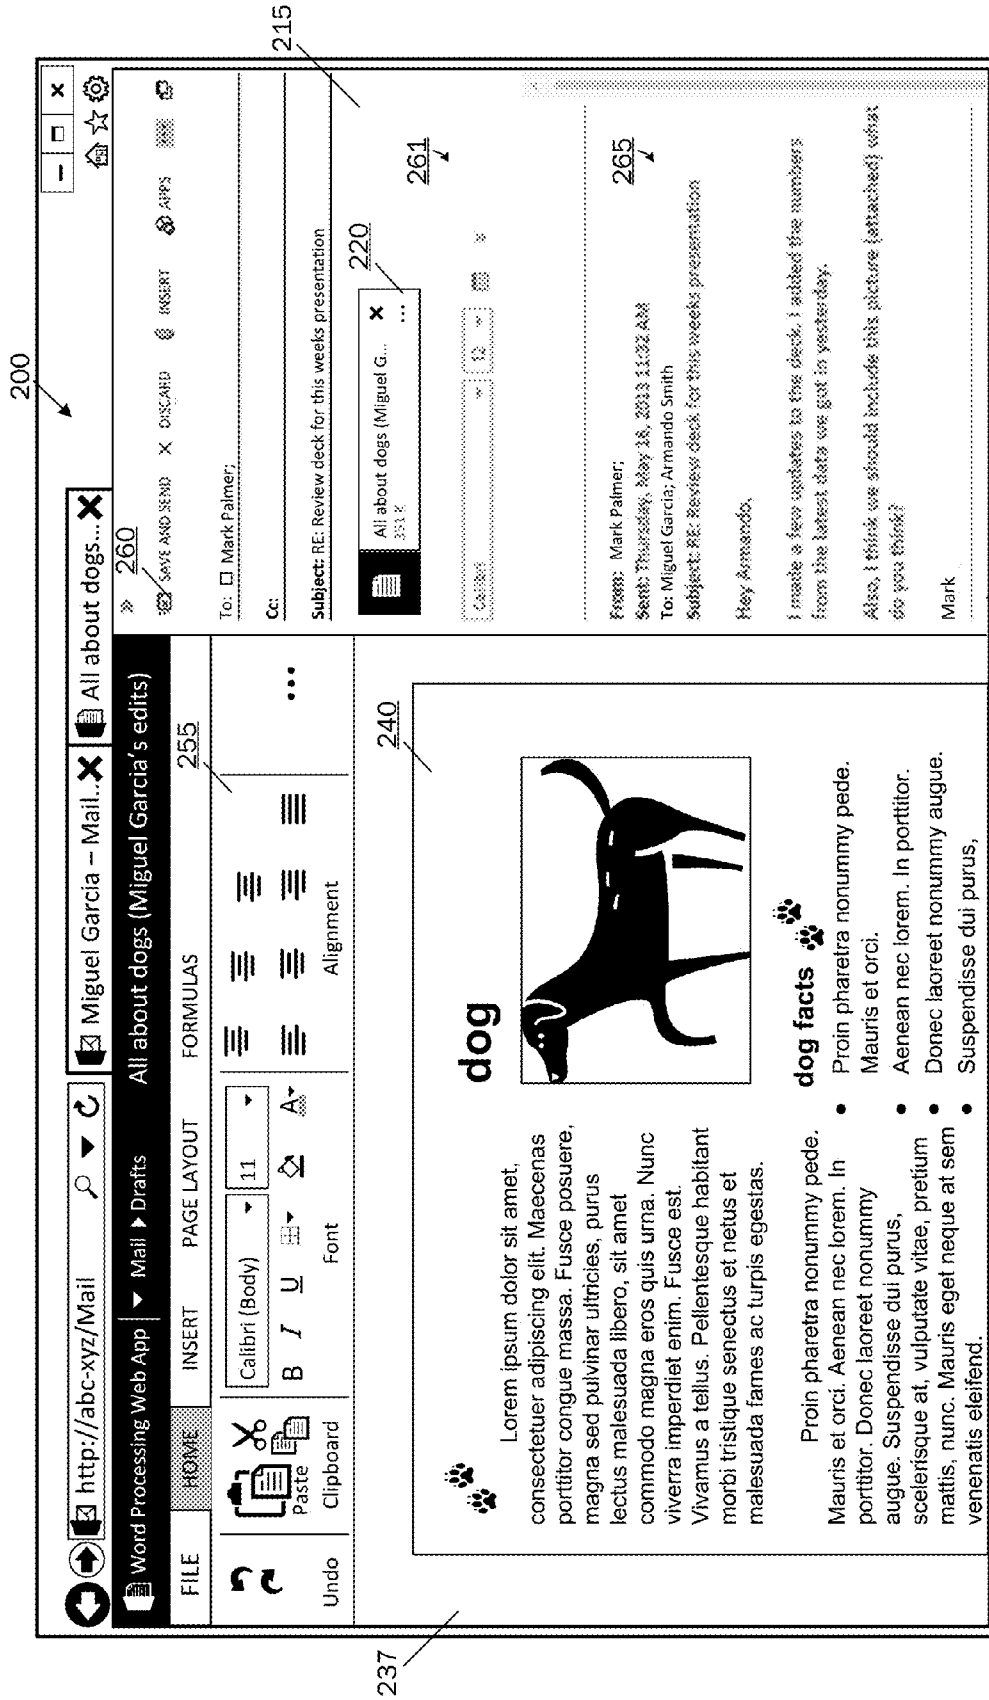 200
http://abc-xyz/Mail
Miguel Garcia – Mail..
All about dogs...
Word Processing Web App
Mail
Drafts
All about dogs (Miguel Garcia's edits)
FILE
HOME
INSERT
PAGE LAYOUT
FORMULAS
255
Undo
Paste
Clipboard
Calibri (Body)
11
B I U
A
Font
Alignment
...
237
240
Lorem ipsum dolor sit amet,
consectetuer adipiscing elit. Maecenas
porttitor congue massa. Fusce posuere,
magna sed pulvinar ultricies, purus
lectus malesuada libero, sit amet
commodo magna eros quis urna. Nunc
viverra imperdiet enim. Fusce est.
Vivamus a tellus. Pellentesque habitant
morbi tristique senectus et netus et
malesuada fames ac turpis egestas.
Proin pharetra nonummy pede.
Mauris et orci. Aenean nec lorem. In
porttitor. Donec laoreet nonummy
augue. Suspendisse dui purus,
scelerisque at, vulputate vitae, pretium
mattis, nunc. Mauris eget neque at sem
venenatis eleifend.
dog
dog facts
• Proin pharetra nonummy pede.
Mauris et orci.
• Aenean nec lorem. In porttitor.
• Donec laoreet nonummy augue.
• Suspendisse dui purus,
260
»
SAVE AND SEND
DISCARD
INSERT
APPS
To: Mark Palmer;
Cc:
Subject: RE: Review deck for this weeks presentation
215
All about dogs (Miguel G...
331 K
...
220
261
Calibri
12
265
From: Mark Palmer;
Sent: Thursday, May 16, 2013 11:22 AM
To: Miguel Garcia; Armando Smith
Subject: RE: Review deck for this weeks presentation
Hey Armando,
I made a few updates to the deck. I added the numbers
from the latest data we got in yesterday.
Also, I think we should include this picture (attached) what
do you think?
Mark